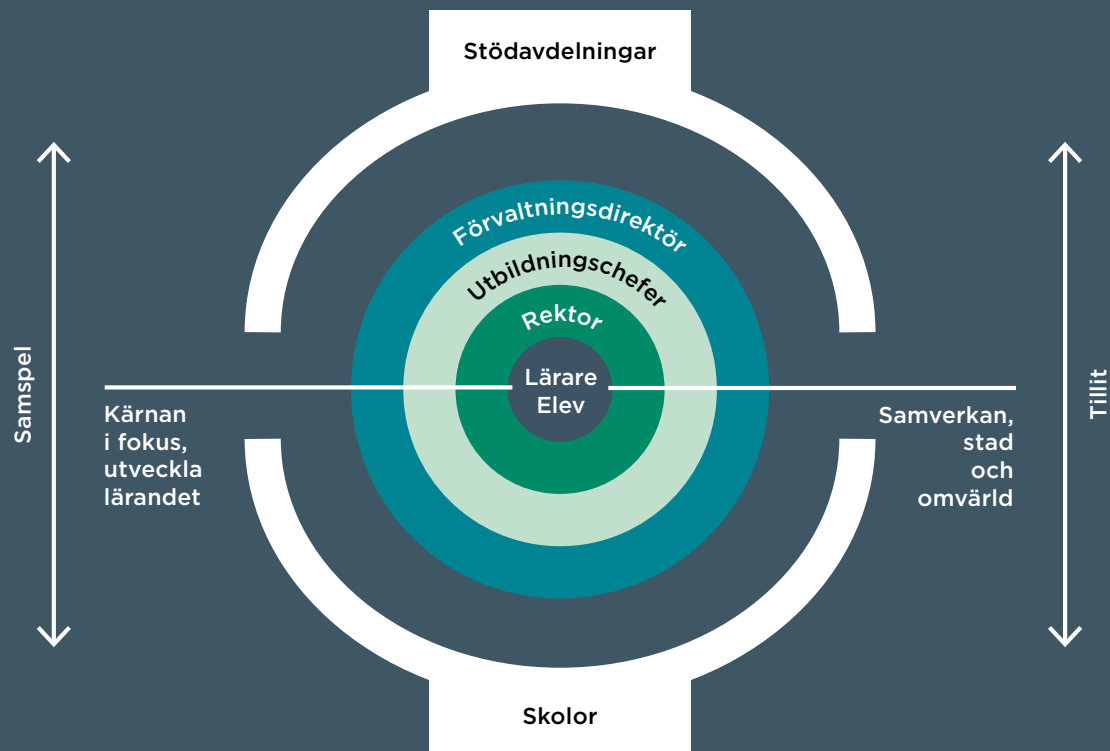 Stödavdelningar
Förvaltningsdirektör
Utbildningschefer
Rektor
Lärare
Elev
Samspel
Kärnan
i fokus,
utveckla
lärandet
Samverkan,
stad
och
omvärld
Tillit
Skolor